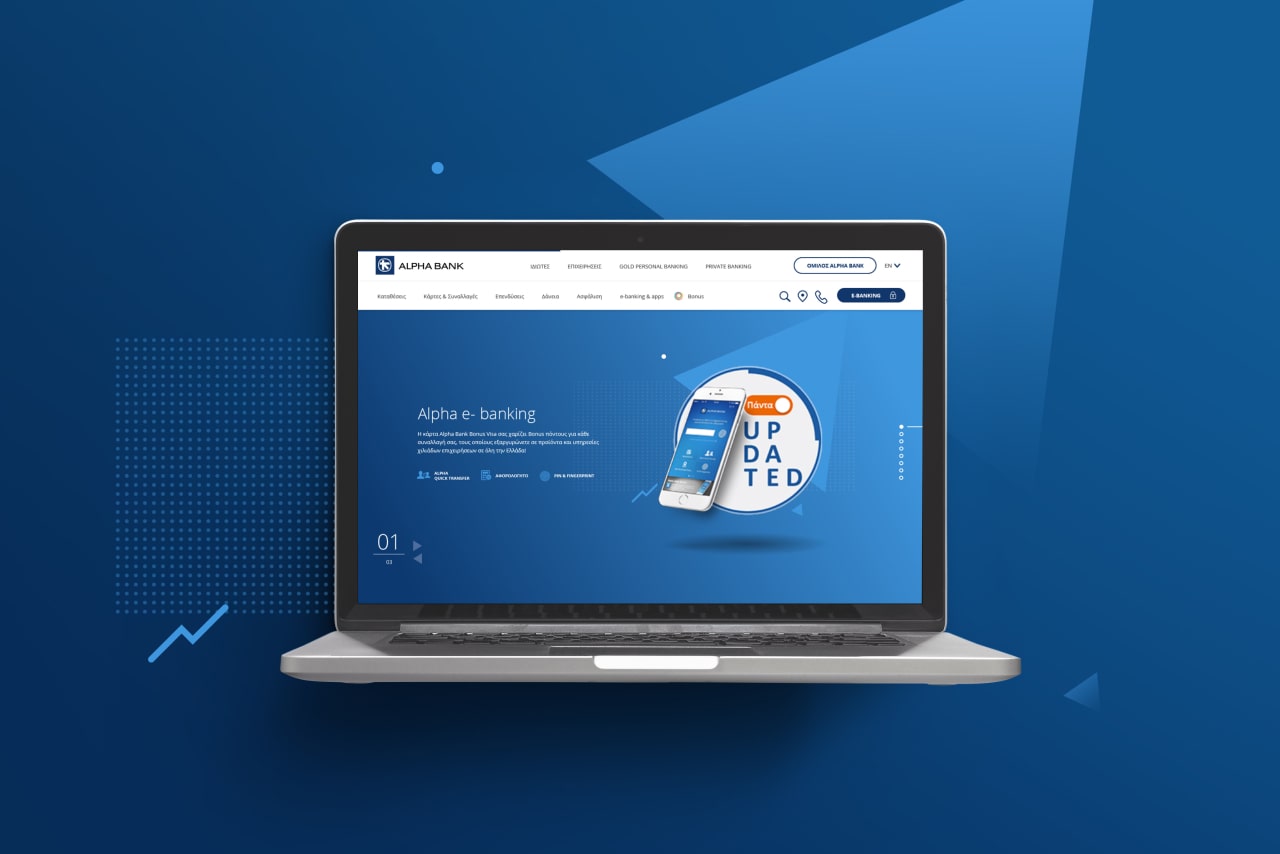 ALPHA BANK
ΙΔΙΩΤΕΣ ΕΠΙΧΕΙΡΗΣΕΙΣ GOLD PERSONAL BANKING PRIVATE BANKING
ΟΜΙΛΟΣ ALPHA BANK
EN
Καταθέσεις Κάρτες & Συναλλαγές Επενδύσεις Δάνεια Ασφάλιση e-banking & apps Bonus
E-BANKING
Alpha e- banking
Η κάρτα Alpha Bank Bonus Visa σας χαρίζει Bonus πόντους για κάθε
συναλλαγή σας, τους οποίους εξαργυρώνετε σε προϊόντα και υπηρεσίες
χιλιάδων επιχειρήσεων σε όλη την Ελλάδα!
ALPHA
QUICK TRANSFER
ΑΦΟΡΟΛΟΓΗΤΟ
PIN & FINGERPRINT
Πάντα
UP
DA
TED
01
03